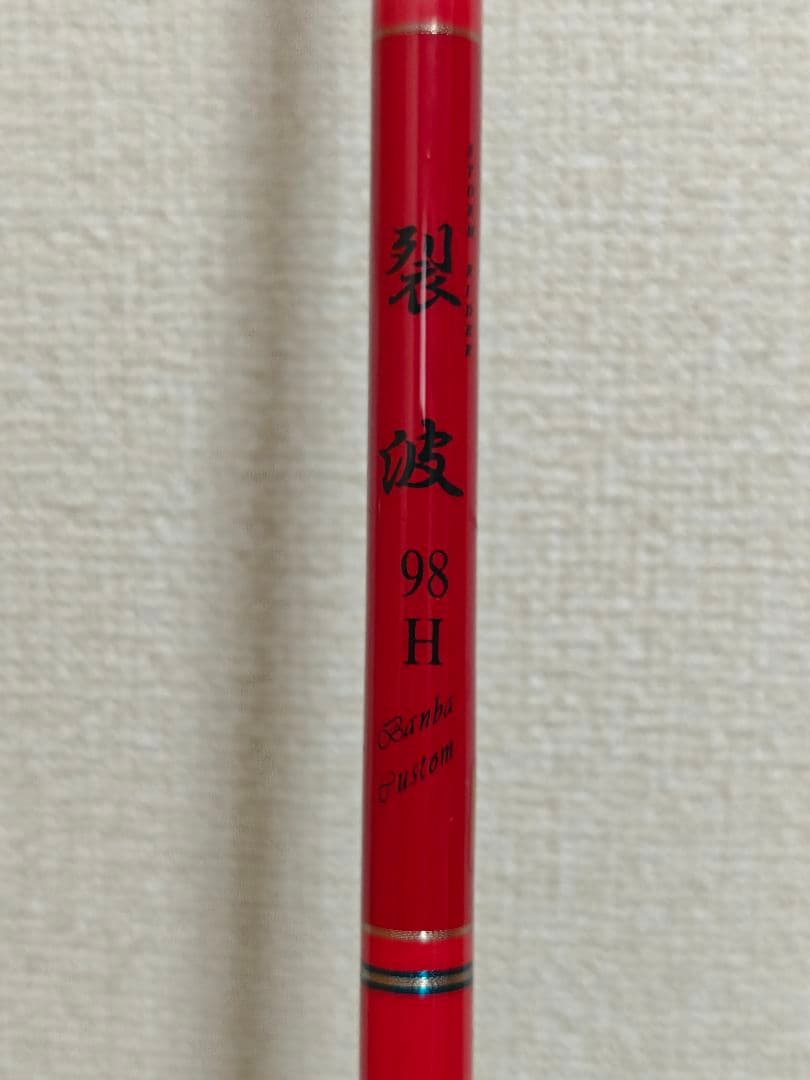 裂波
98
H
Banba
Custom
STORM RIDER